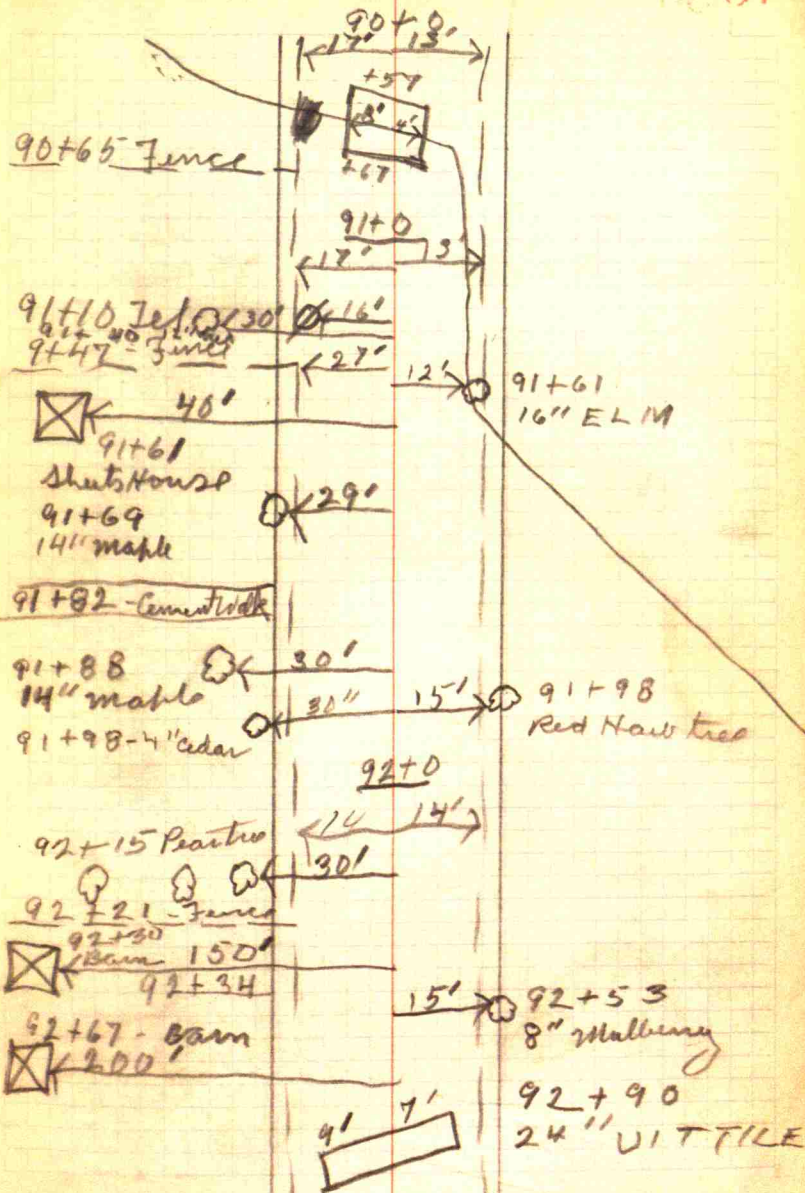 90+0
17' 13'
+57
8' 4'
90+65 Fence
+67
91+0
17' 13'
91+10 Tel 30' 16'
91+47 - Fence 27'
12' 91+61
16" ELM
40'
91+61
House
91+69 29'
14" maple
91+82 - Cement Walk
91+88 30'
14" maple
30" 15' 91+98
91+98-4" cedar Red Haw tree
92+0
14'
92+15 Peartree
30'
92+21 - Fence
92+30
Barn 150'
92+34
15' 92+53
8" Mulberry
92+67 - Barn
200'
9' 7' 92+90
24" VIT TILE